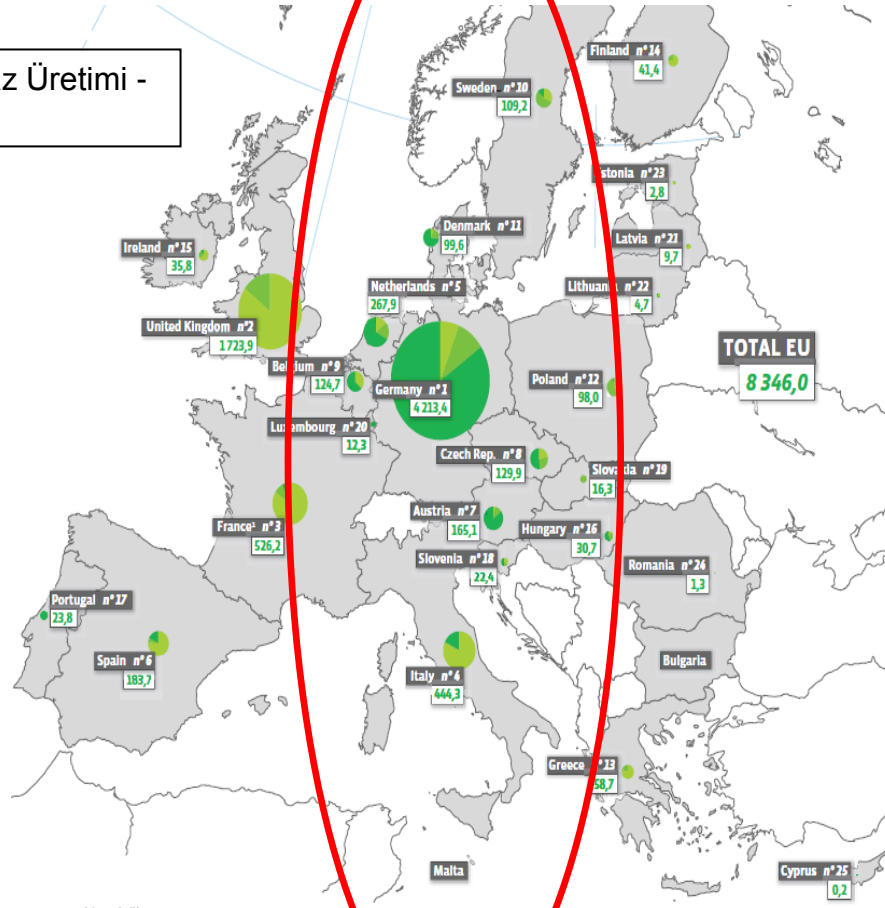 z Üretimi -
Finland n°14
41,4
Sweden n°10
109,2
stonia n°23
2,8
Denmark n°11
99,6
Latvia n°21
9,7
Ireland n°15
35,8
Netherlands n°5
267,9
Lithuania n°22
4,7
United Kingdom n°2
1 723,9
TOTAL EU
8 346,0
Belgium n°9
124,7
Germany n°1
4 213,4
Poland n°12
98,0
Luxembourg n°20
12,3
Czech Rep. n°8
129,9
Slovakia n°19
16,3
Austria n°7
165,1
France¹ n°3
526,2
Hungary n°16
30,7
Slovenia n°18
22,4
Romania n°24
1,3
Portugal n°17
23,8
Spain n°6
183,7
Bulgaria
Italy n°4
444,3
Greece n°13
58,7
Malta
Cyprus n°25
0,2